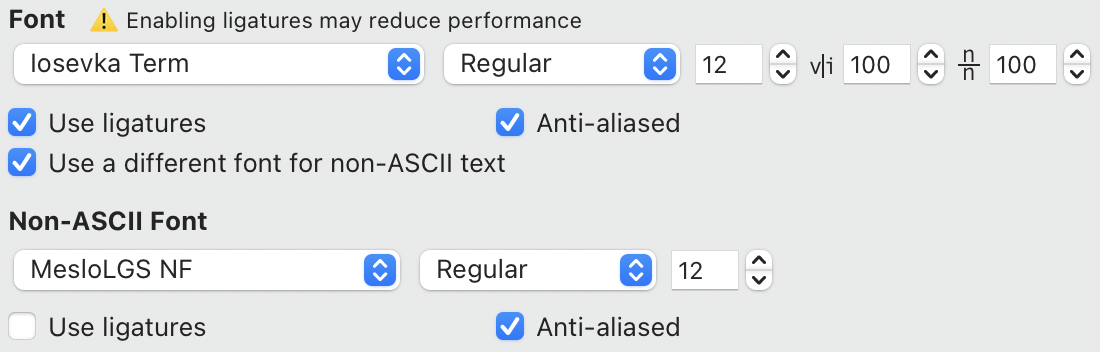 Font ⚠️ Enabling ligatures may reduce performance
Iosevka Term Regular 12 v|i 100 n/n 100
Use ligatures Anti-aliased
Use a different font for non-ASCII text
Non-ASCII Font
MesloLGS NF Regular 12
Use ligatures Anti-aliased